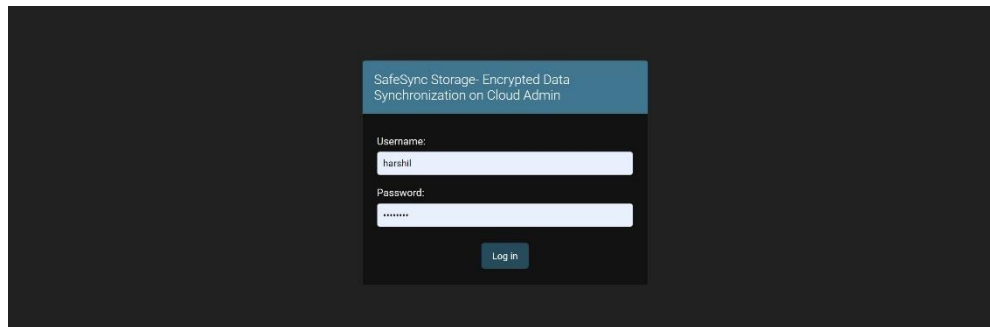 SafeSync Storage- Encrypted Data
Synchronization on Cloud Admin
Username:
harshil
Password:
••••••••
Log in